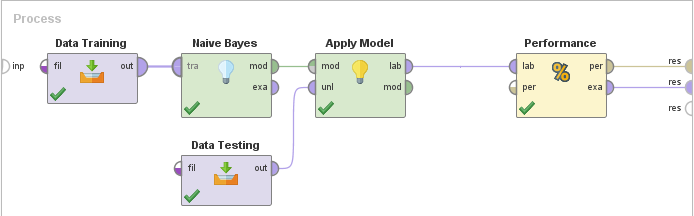 Process
Data Training
Naive Bayes
Apply Model
Performance
inp
fil
out
tra
mod
exa
mod
unl
lab
mod
lab
per
per
exa
%
res
res
res
Data Testing
fil
out